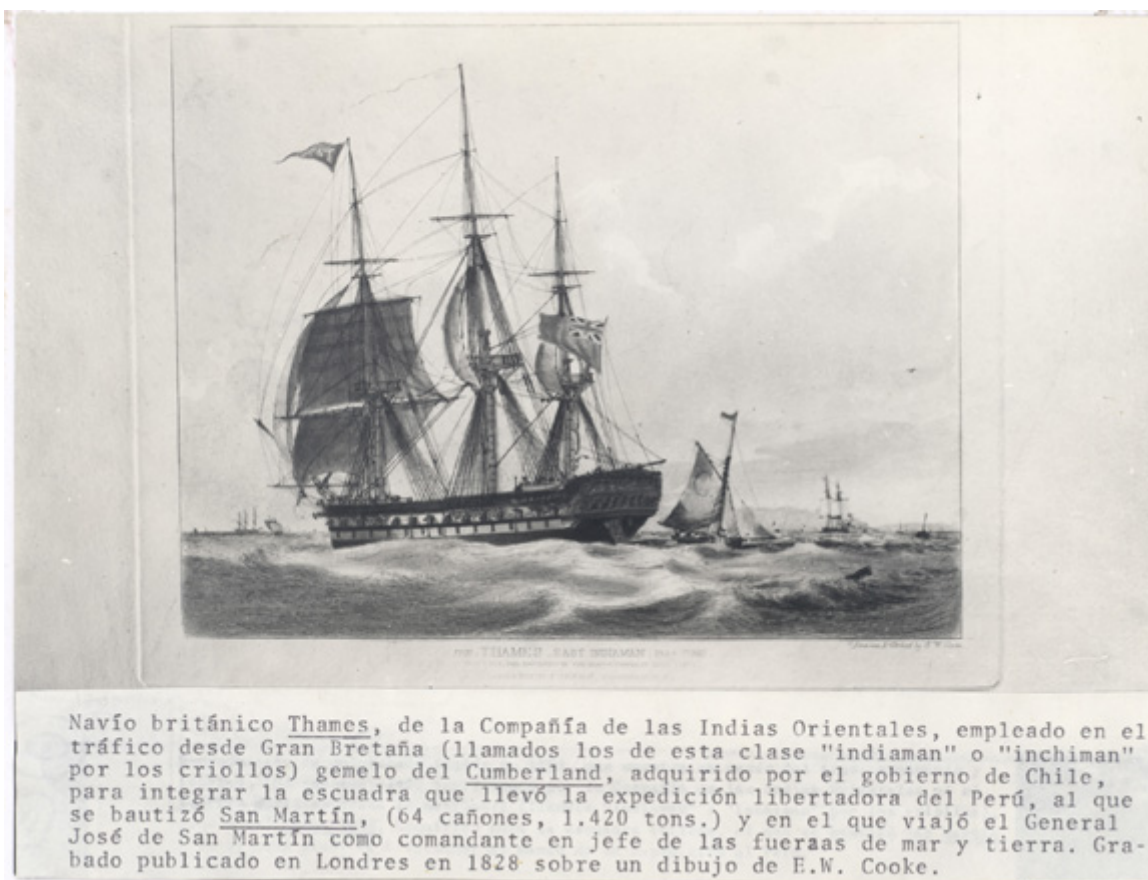 THAMES EAST INDIAMAN
Navío británico Thames, de la Compañía de las Indias Orientales, empleado en el
tráfico desde Gran Bretaña (llamados los de esta clase "indiaman" o "inchiman"
por los criollos) gemelo del Cumberland, adquirido por el gobierno de Chile,
para integrar la escuadra que llevó la expedición libertadora del Perú, al que
se bautizó San Martín, (64 cañones, 1.420 tons.) y en el que viajó el General
José de San Martín como comandante en jefe de las fueraas de mar y tierra. Gra-
bado publicado en Londres en 1828 sobre un dibujo de E.W. Cooke.